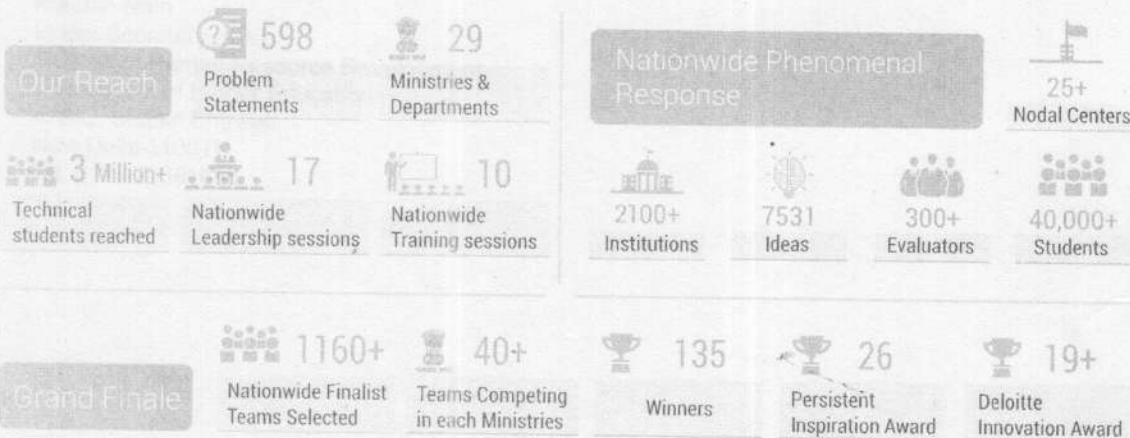 Our Reach
598
Problem
Statements
29
Ministries &
Departments
3 Million+
Technical
students reached
17
Nationwide
Leadership sessions
10
Nationwide
Training sessions
Nationwide Phenomenal
Response
25+
Nodal Centers
2100+
Institutions
7531
Ideas
300+
Evaluators
40,000+
Students
Grand Finale
1160+
Nationwide Finalist
Teams Selected
40+
Teams Competing
in each Ministries
135
Winners
26
Persistent
Inspiration Award
19+
Deloitte
Innovation Award